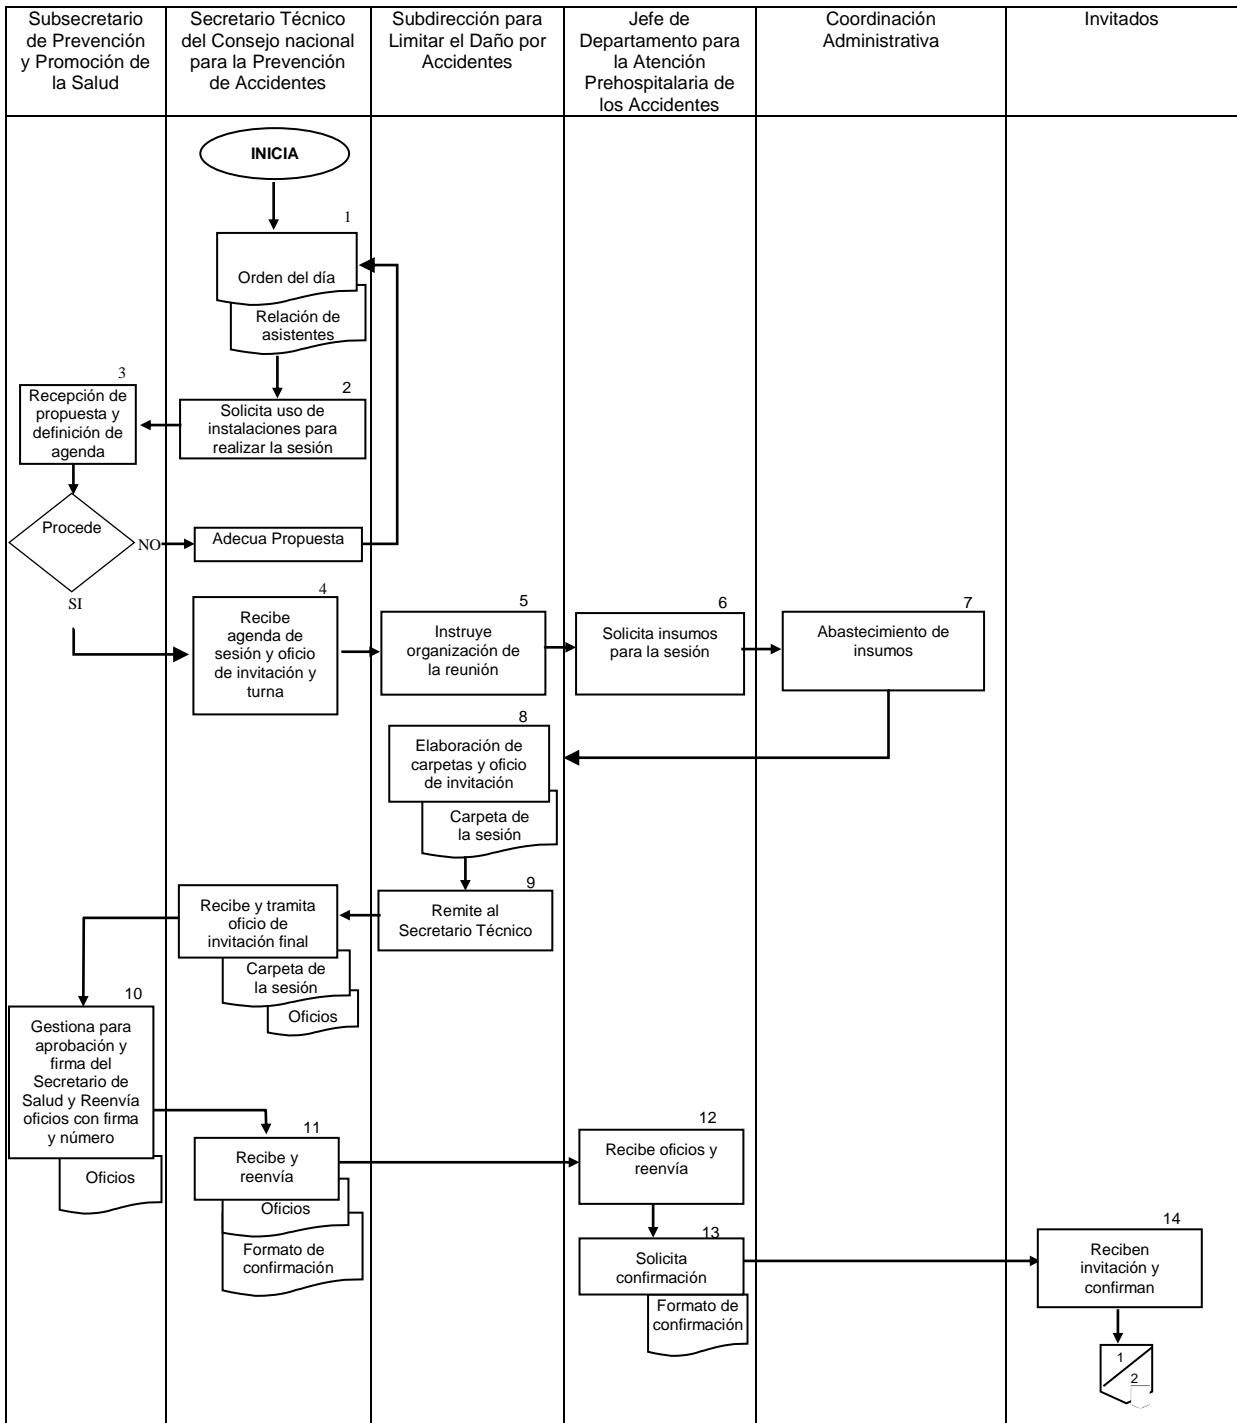 Subsecretario
de Prevención
y Promoción de
la Salud
Secretario Técnico
del Consejo nacional
para la Prevención
de Accidentes
Subdirección para
Limitar el Daño por
Accidentes
Jefe de
Departamento para
la Atención
Prehospitalaria de
los Accidentes
Coordinación
Administrativa
Invitados
INICIA
1
Orden del día
Relación de
asistentes
2
Solicita uso de
instalaciones para
realizar la sesión
3
Recepción de
propuesta y
definición de
agenda
Procede
NO
Adecua Propuesta
SI
4
Recibe
agenda de
sesión y oficio
de invitación y
turna
5
Instruye
organización de
la reunión
6
Solicita insumos
para la sesión
7
Abastecimiento de
insumos
8
Elaboración de
carpetas y oficio
de invitación
Carpeta de
la sesión
9
Remite al
Secretario Técnico
Recibe y tramita
oficio de
invitación final
Carpeta de
la sesión
Oficios
10
Gestiona para
aprobación y
firma del
Secretario de
Salud y Reenvía
oficios con firma
y número
Oficios
11
Recibe y
reenvía
Oficios
Formato de
confirmación
12
Recibe oficios y
reenvía
13
Solicita
confirmación
Formato de
confirmación
14
Reciben
invitación y
confirman
1
2